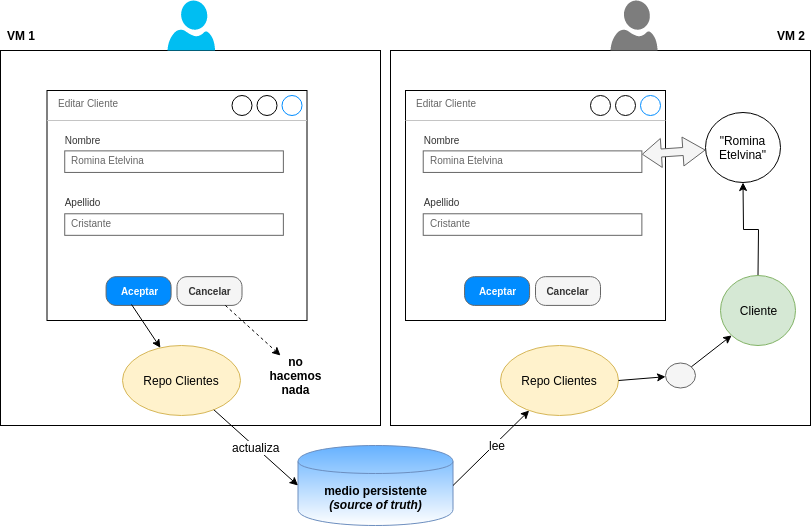 VM 1
Editar Cliente
Nombre
Romina Etelvina
Apellido
Cristante
Aceptar
Cancelar
Repo Clientes
no
hacemos
nada
actualiza
VM 2
Editar Cliente
Nombre
Romina Etelvina
Apellido
Cristante
Aceptar
Cancelar
"Romina
Etelvina"
Cliente
Repo Clientes
lee
medio persistente
(source of truth)